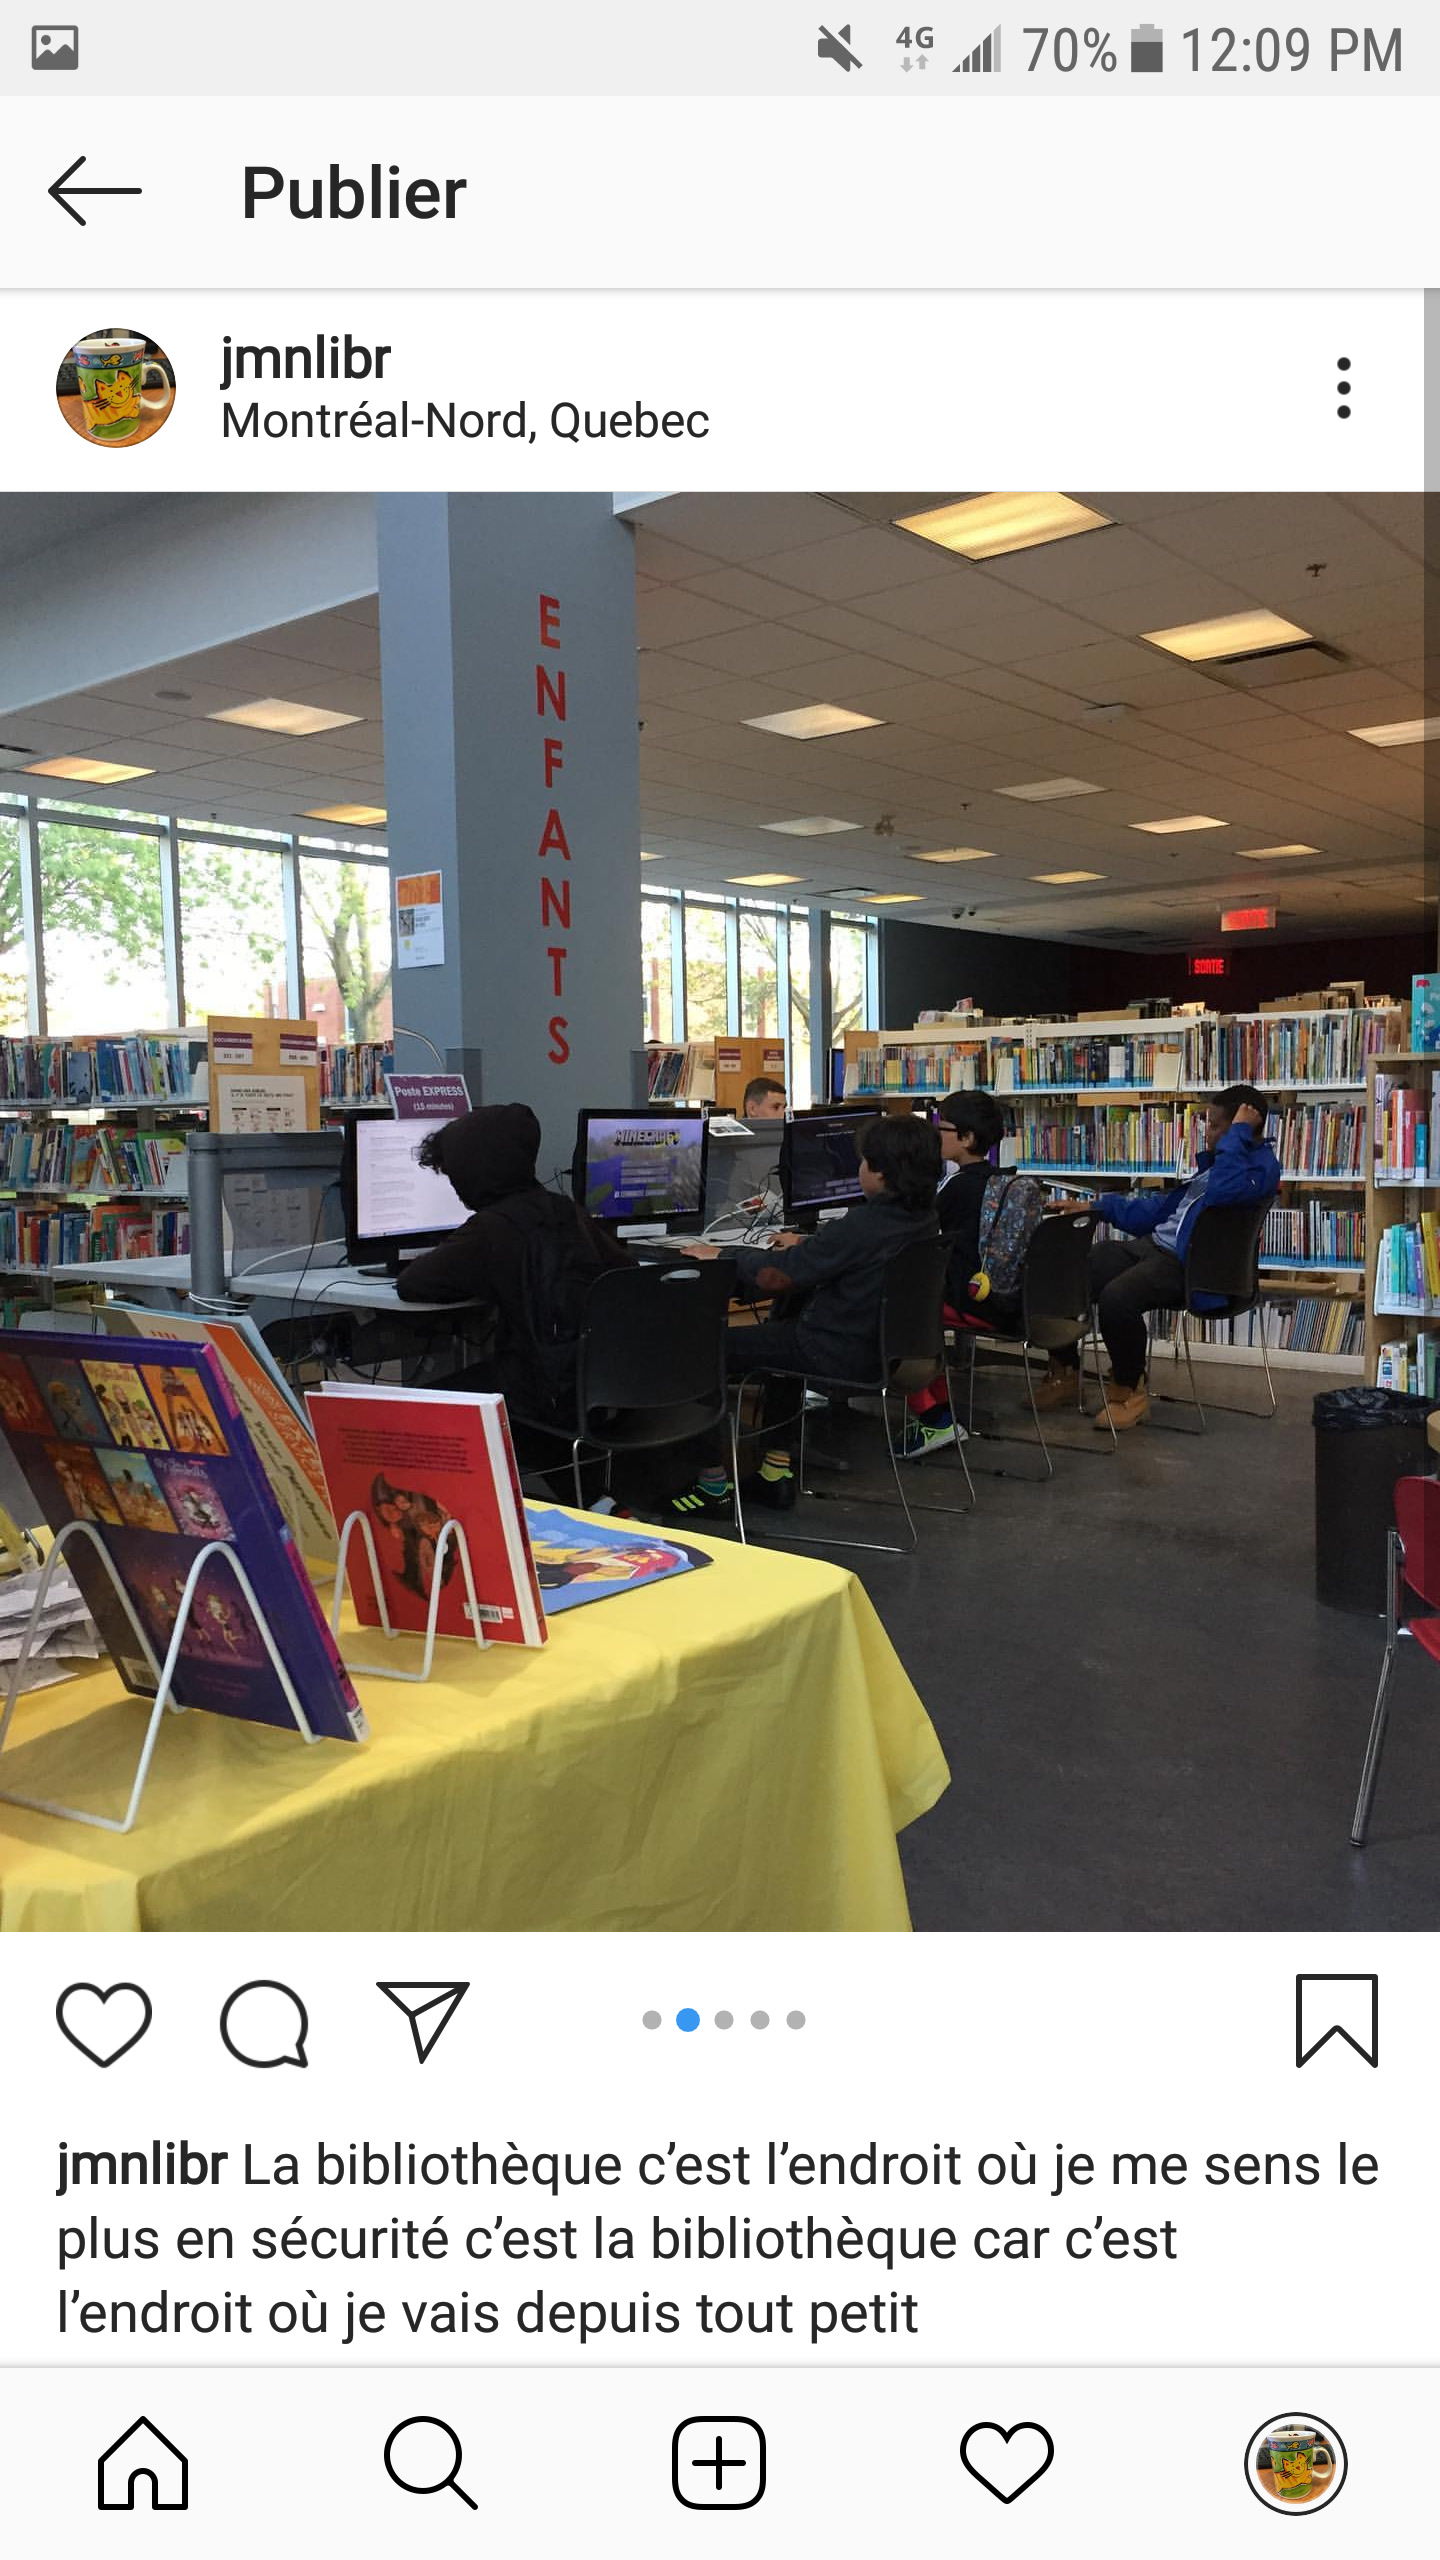 4G 70% 12:09 PM
Publier
jmnlibr
Montréal-Nord, Quebec
ENFANTS
SORTIE
Poste EXPRESS
(15 minutes)
MINECRAFT
jmnlibr La bibliothèque c’est l’endroit où je me sens le
plus en sécurité c’est la bibliothèque car c’est
l’endroit où je vais depuis tout petit